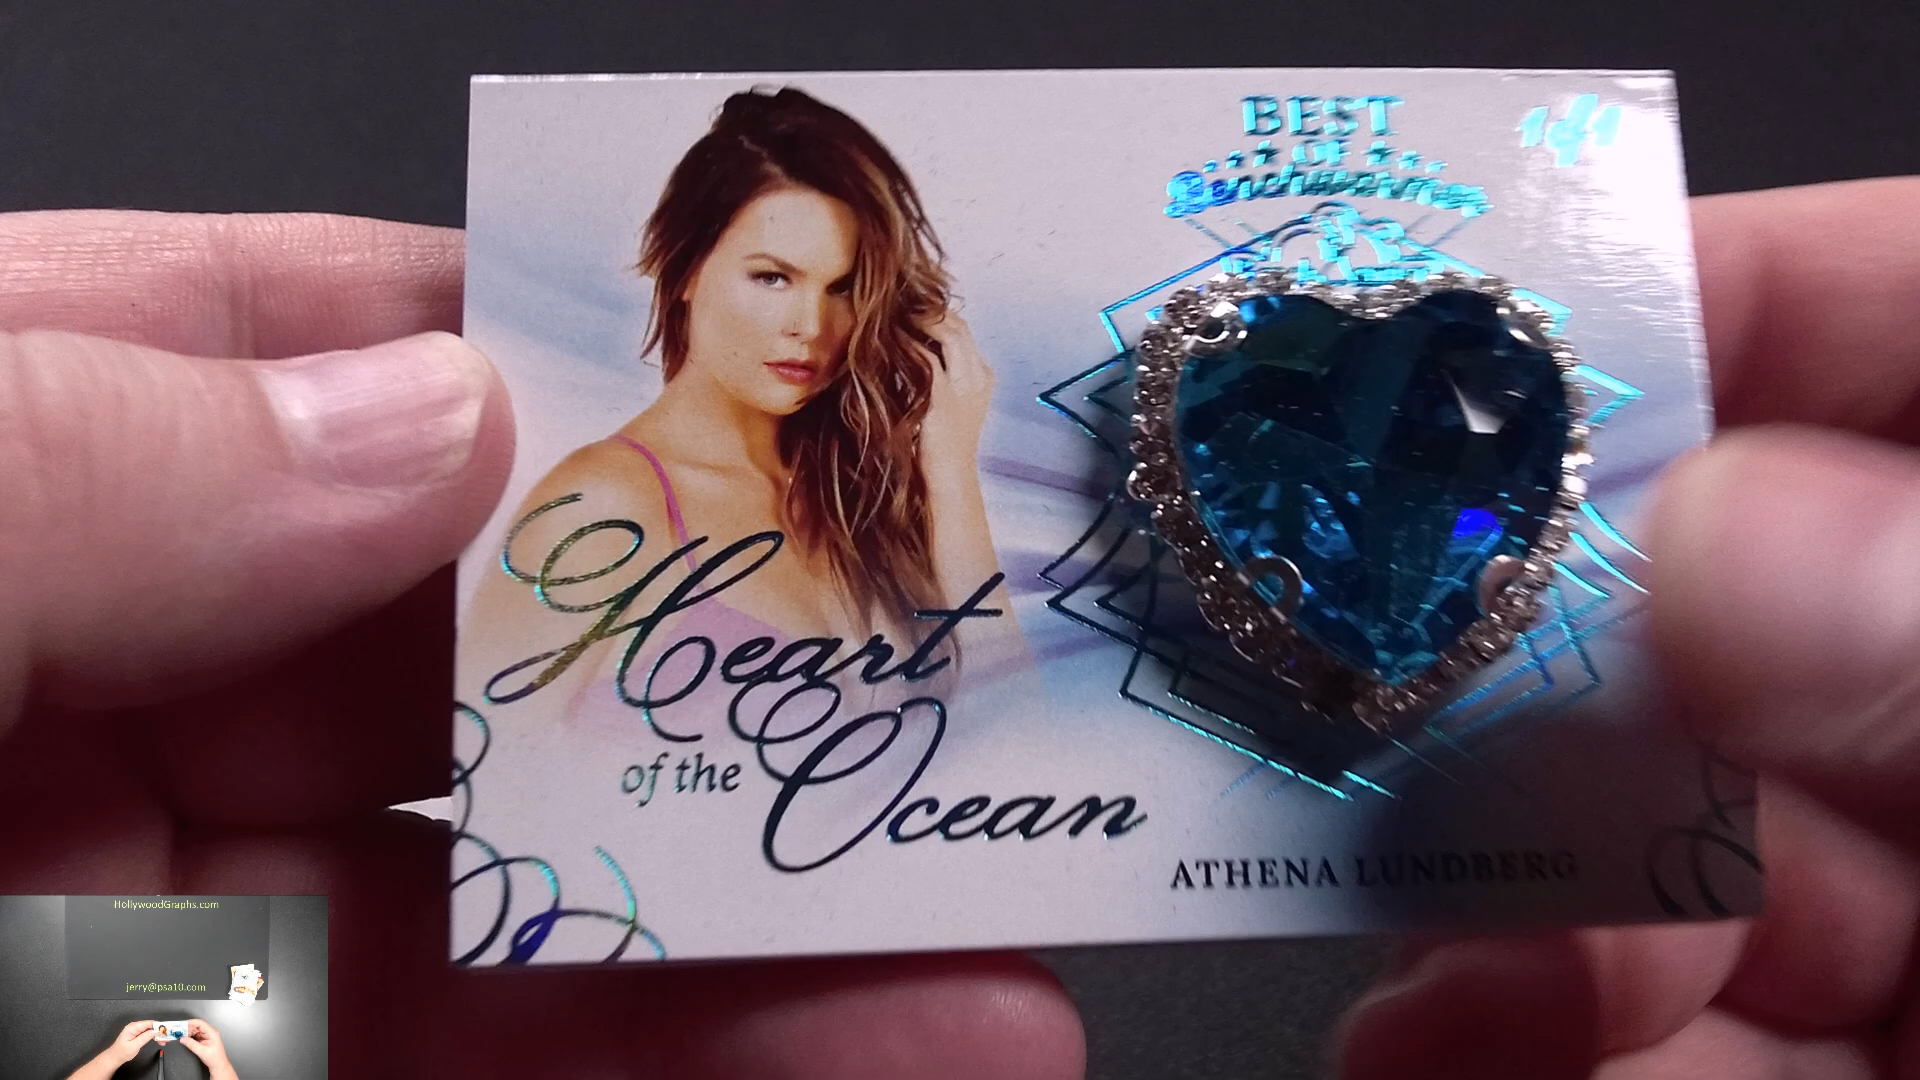 BEST
OF
Benchwarmer
1/1
Heart
of the
Ocean
ATHENA LUNDBERG
HollywoodGraphs.com
jerry@psa10.com